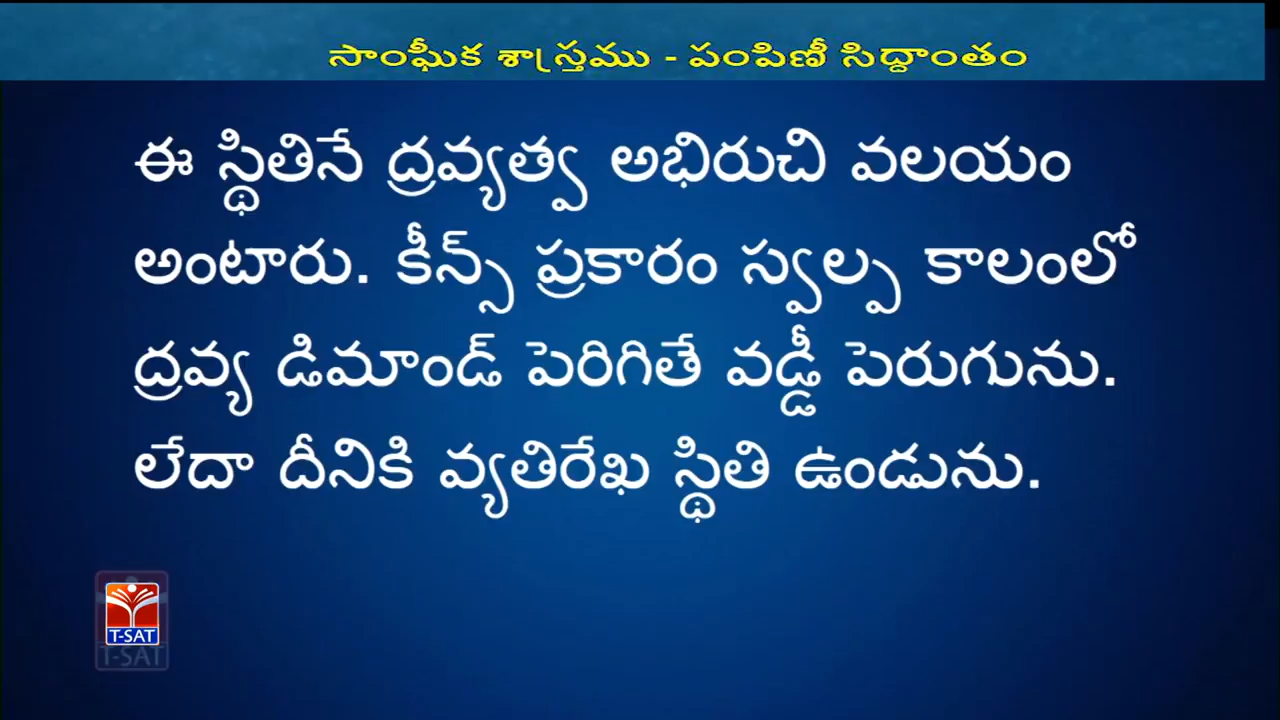 సాంఘీక శాస్త్రము - పంపిణీ సిద్దాంతం
ఈ స్థితినే ద్రవ్యత్వ అభిరుచి వలయం
అంటారు. కీన్స్ ప్రకారం స్వల్ప కాలంలో
ద్రవ్య డిమాండ్ పెరిగితే వడ్డీ పెరుగును.
లేదా దీనికి వ్యతిరేఖ స్థితి ఉండును.
T-SAT
T-SAT